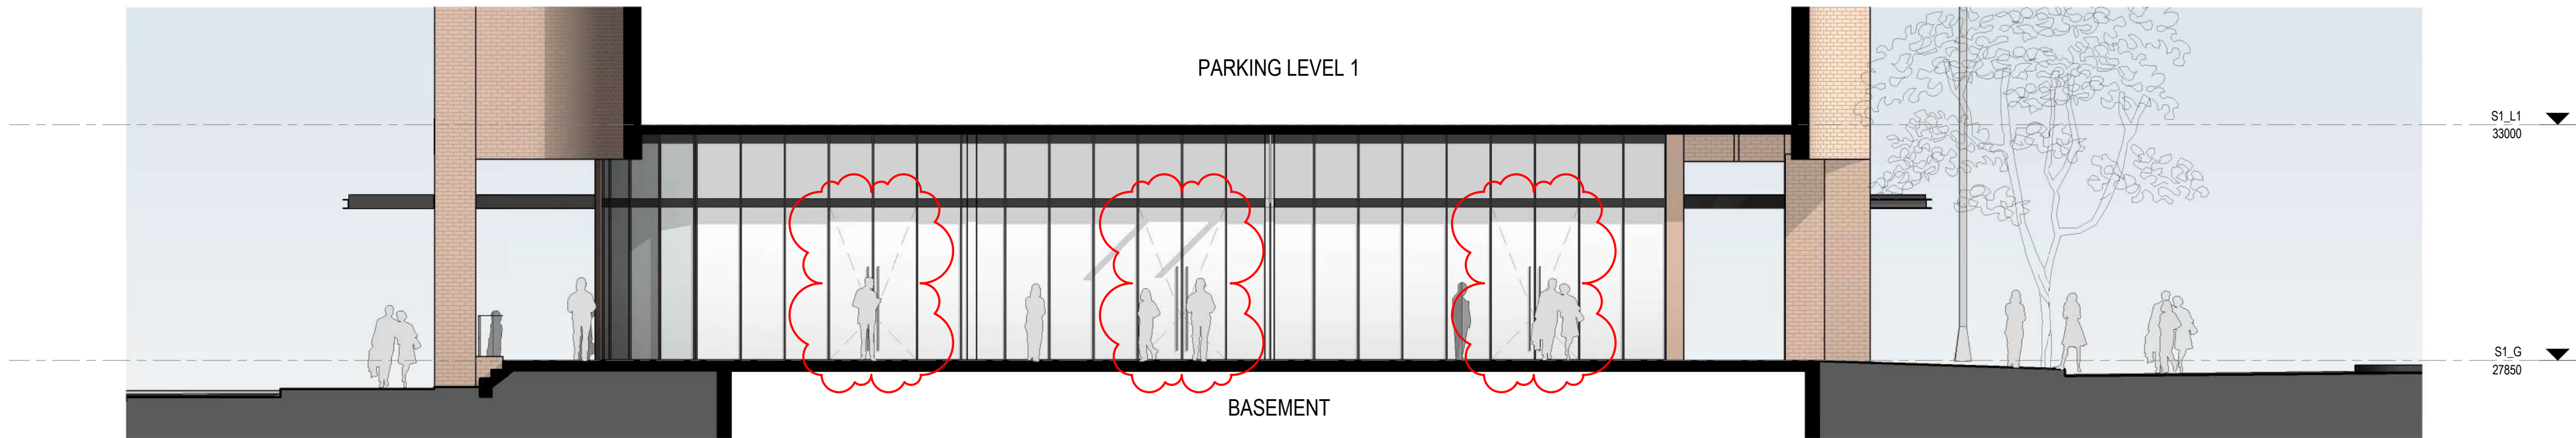 PARKING LEVEL 1
S1_L1
33000
S1_G
27850
BASEMENT